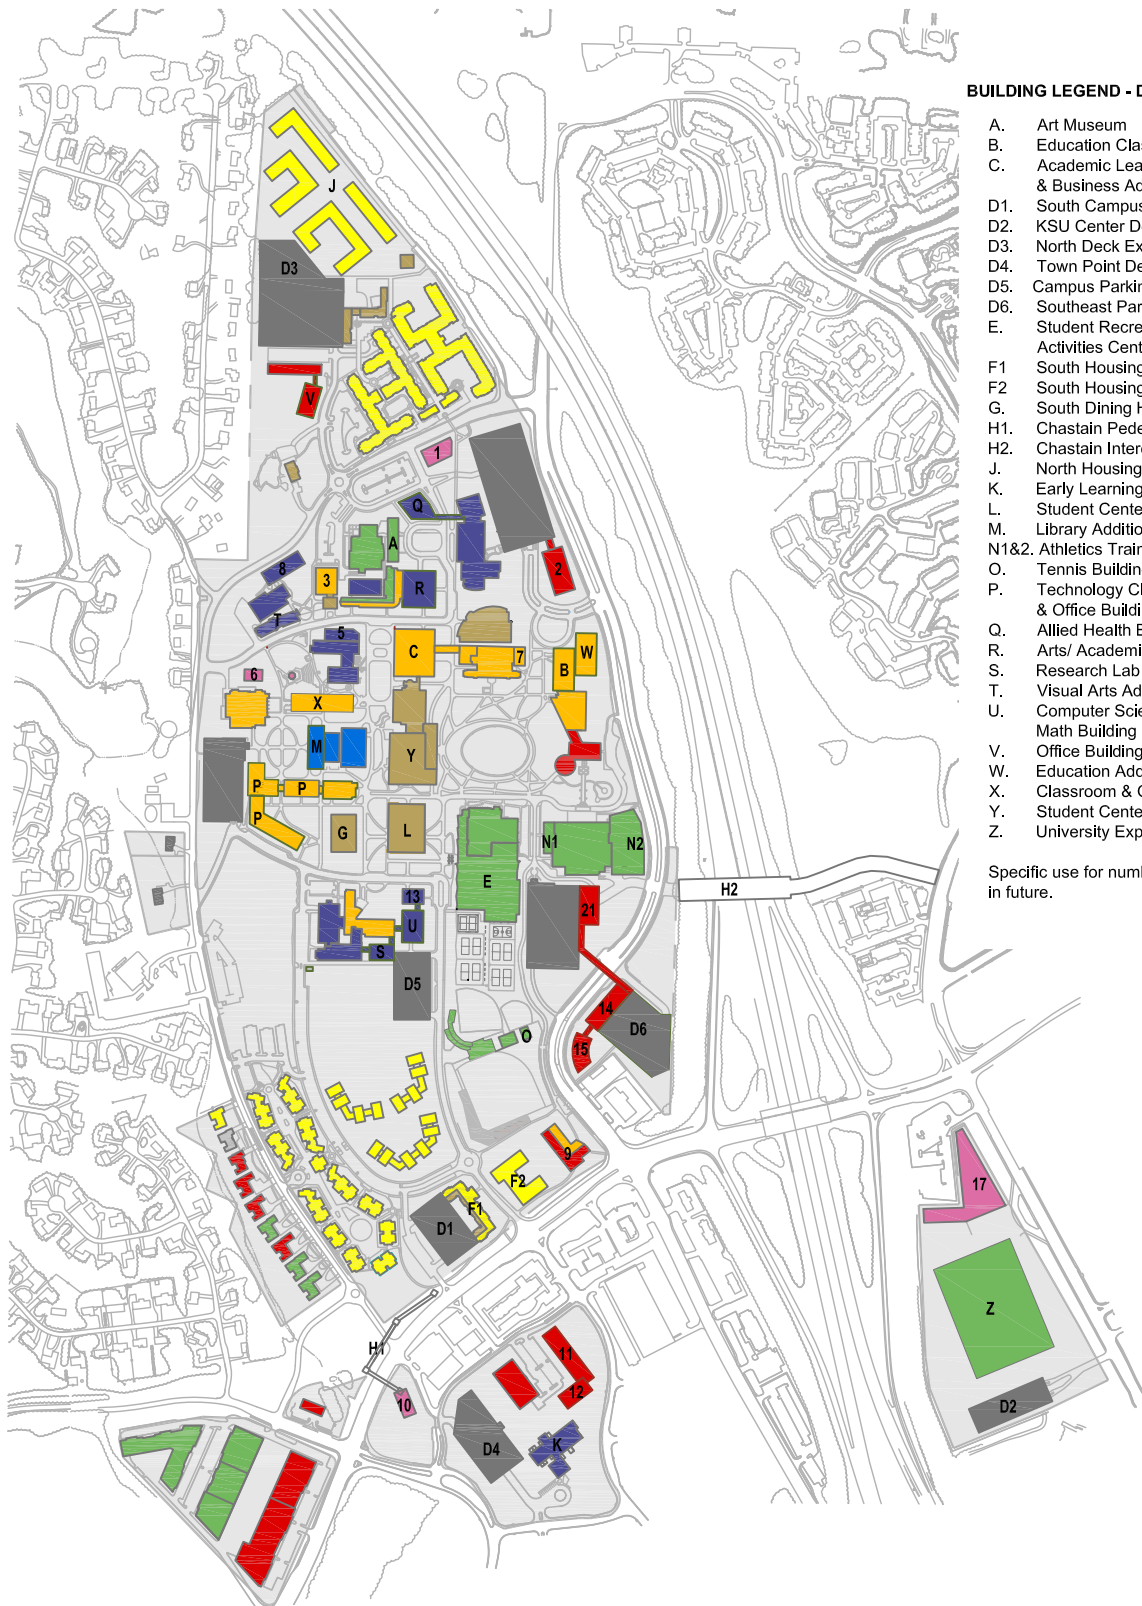 BUILDING LEGEND - D
A. Art Museum
B. Education Clas
C. Academic Lea
& Business Ad
D1. South Campus
D2. KSU Center D
D3. North Deck Ex
D4. Town Point De
D5. Campus Parkin
D6. Southeast Par
E. Student Recre
Activities Cent
F1 South Housing
F2 South Housing
G. South Dining H
H1. Chastain Pede
H2. Chastain Inter
J. North Housing
K. Early Learning
L. Student Cente
M. Library Additio
N1&2. Athletics Train
O. Tennis Building
P. Technology Cl
& Office Buildi
Q. Allied Health B
R. Arts/ Academi
S. Research Lab
T. Visual Arts Ad
U. Computer Scie
Math Building
V. Office Building
W. Education Add
X. Classroom & O
Y. Student Cente
Z. University Exp
Specific use for numb
in future.
J
D3
V
1
Q
A
2
8
3
R
T
5
C
7
W
B
6
X
M
Y
P
P
P
G
L
N1
N2
E
H2
13
21
U
S
D5
14
D6
O
15
9
F2
17
F1
D1
Z
H1
11
12
10
D2
D4
K